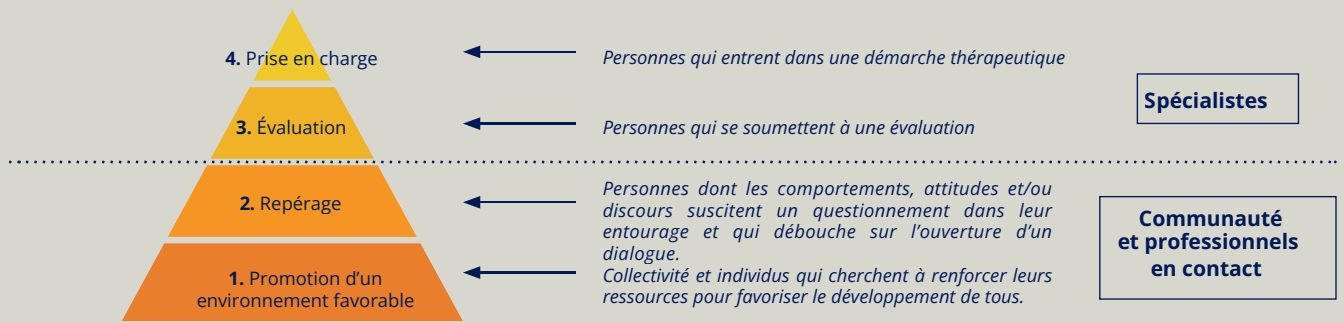 4. Prise en charge
Personnes qui entrent dans une démarche thérapeutique
Spécialistes
3. Évaluation
Personnes qui se soumettent à une évaluation
2. Repérage
Personnes dont les comportements, attitudes et/ou
discours suscitent un questionnement dans leur
entourage et qui débouche sur l’ouverture d’un
dialogue.
Communauté
et professionnels
en contact
1. Promotion d’un
environnement favorable
Collectivité et individus qui cherchent à renforcer leurs
ressources pour favoriser le développement de tous.